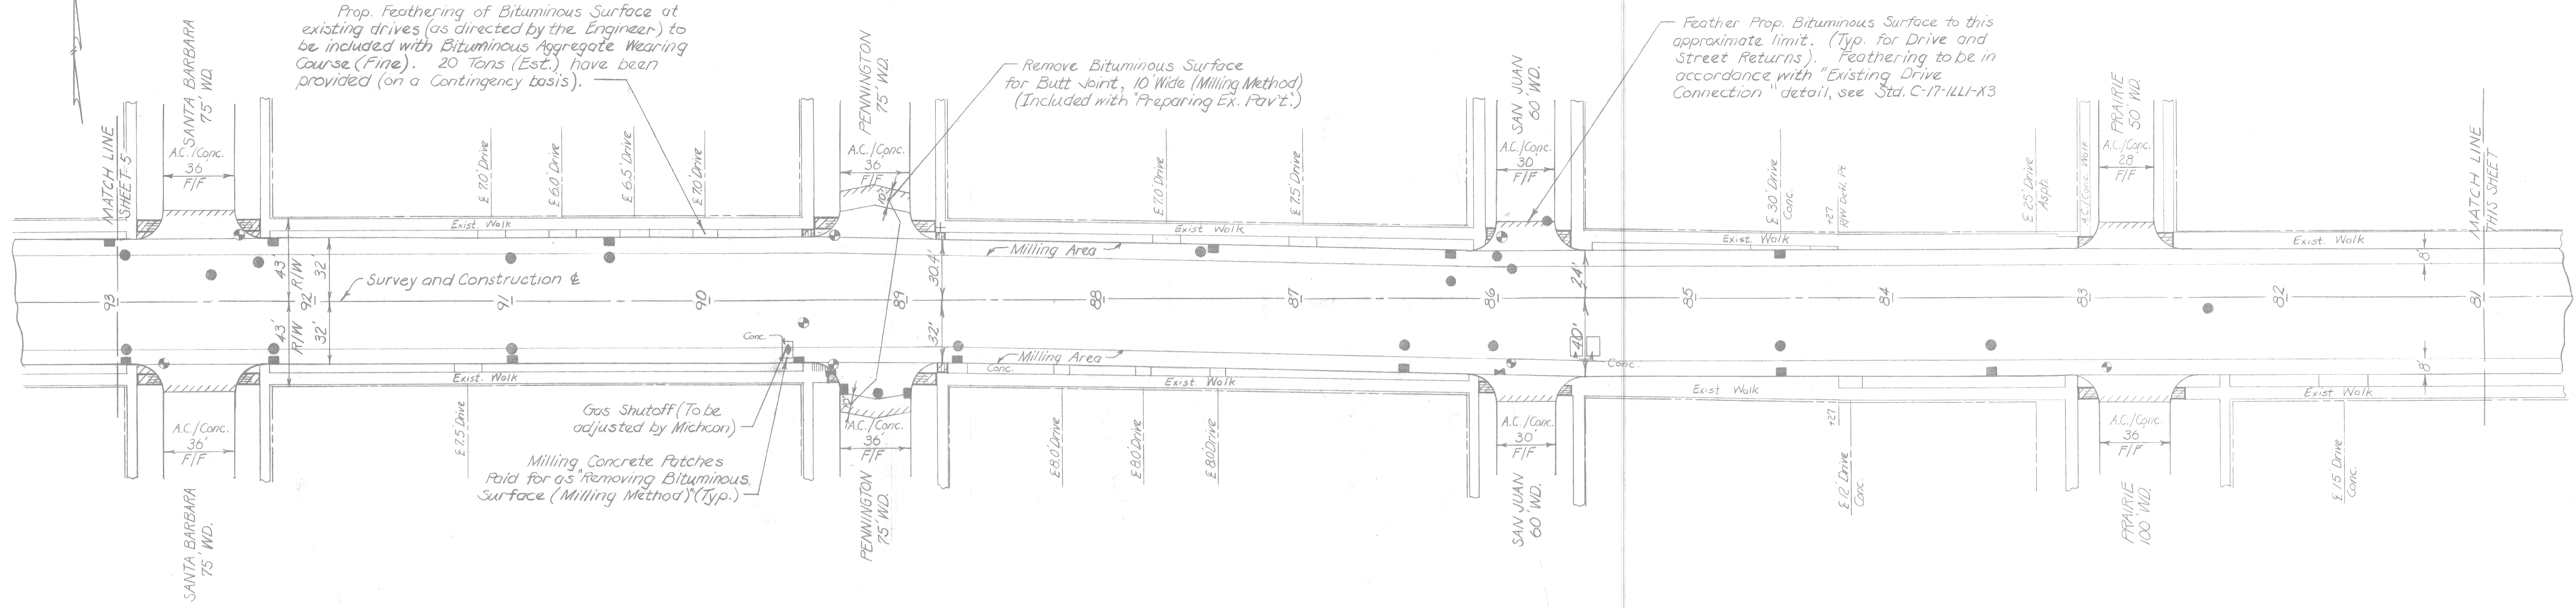 Prop. Feathering of Bituminous Surface at
existing drives (as directed by the Engineer) to
be included with Bituminous Aggregate Wearing
Course (Fine). 20 Tons (Est.) have been
provided (on a Contingency basis).
Remove Bituminous Surface
for Butt Joint, 10' Wide (Milling Method)
(Included with "Preparing Ex. Pav't.")
Feather Prop. Bituminous Surface to this
approximate limit. (Typ. for Drive and
Street Returns). Feathering to be in
accordance with "Existing Drive
Connection" detail, see Std. C-17-ILLI-X3
MATCH LINE
SHEET 5
SANTA BARBARA
75' WD.
A.C./Conc.
36
F/F
℄ 7.0' Drive
℄ 6.0' Drive
℄ 6.5' Drive
℄ 7.0' Drive
PENNINGTON
75' WD.
A.C./Conc.
36
F/F
10'
℄ 7.0' Drive
℄ 7.5' Drive
SAN JUAN
60' WD.
A.C./Conc.
30'
F/F
℄ 30' Drive
Conc.
+27
R/W Defl. Pt
℄ 25' Drive
Asph.
A.C./Conc. Walk
PRAIRIE
50' WD.
A.C./Conc.
28'
F/F
MATCH LINE
THIS SHEET
Exist Walk
Exist Walk
Exist. Walk
Exist. Walk
Milling Area
43'
R/W
32'
30.4'
24'
8'
Survey and Construction ℄
93
92
91
90
89
88
87
86
85
84
83
82
81
43'
R/W
32'
32'
40'
8'
Conc.
Milling Area
Conc.
Conc.
Exist. Walk
Exist. Walk
Exist Walk
Exist. Walk
A.C./Conc.
36'
F/F
SANTA BARBARA
75' WD.
℄ 7.5 Drive
Gas Shutoff (To be
adjusted by Michcon)
Milling Concrete Patches
Paid for as "Removing Bituminous
Surface (Milling Method)" (Typ.)
10'
A.C./Conc.
36'
F/F
PENNINGTON
75' WD.
℄ 8.0' Drive
℄ 8.0' Drive
℄ 8.0' Drive
A.C./Conc.
30'
F/F
SAN JUAN
60' WD.
+27
℄ 12' Drive
Conc.
A.C./Conc.
36
F/F
PRAIRIE
100' WD.
℄ 15' Drive
Conc.